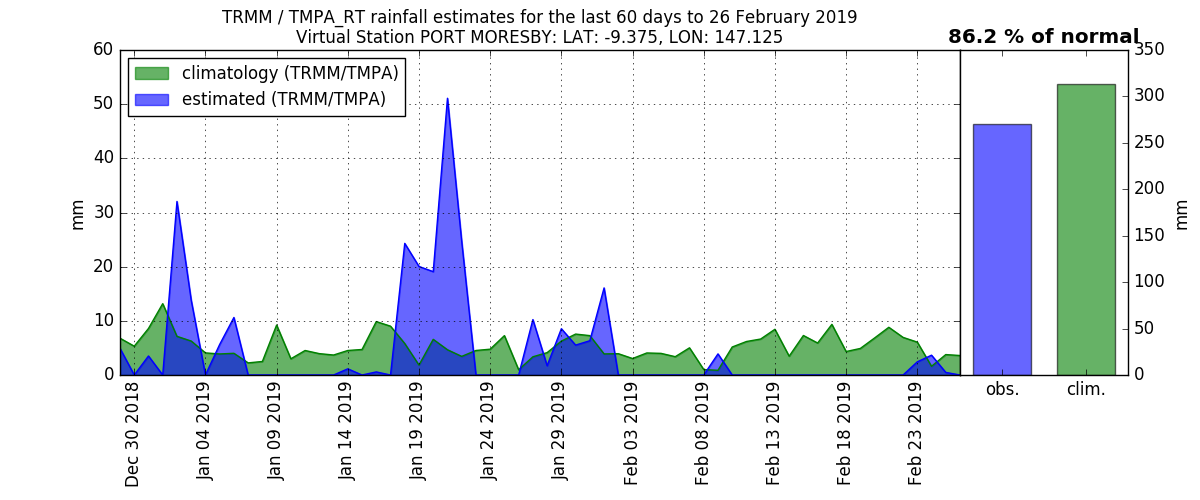 TRMM / TMPA_RT rainfall estimates for the last 60 days to 26 February 2019
Virtual Station PORT MORESBY: LAT: -9.375, LON: 147.125
86.2 % of normal
climatology (TRMM/TMPA)
estimated (TRMM/TMPA)
mm
60
50
40
30
20
10
0
Dec 30 2018
Jan 04 2019
Jan 09 2019
Jan 14 2019
Jan 19 2019
Jan 24 2019
Jan 29 2019
Feb 03 2019
Feb 08 2019
Feb 13 2019
Feb 18 2019
Feb 23 2019
obs.
clim.
350
300
250
200
150
100
50
0
mm